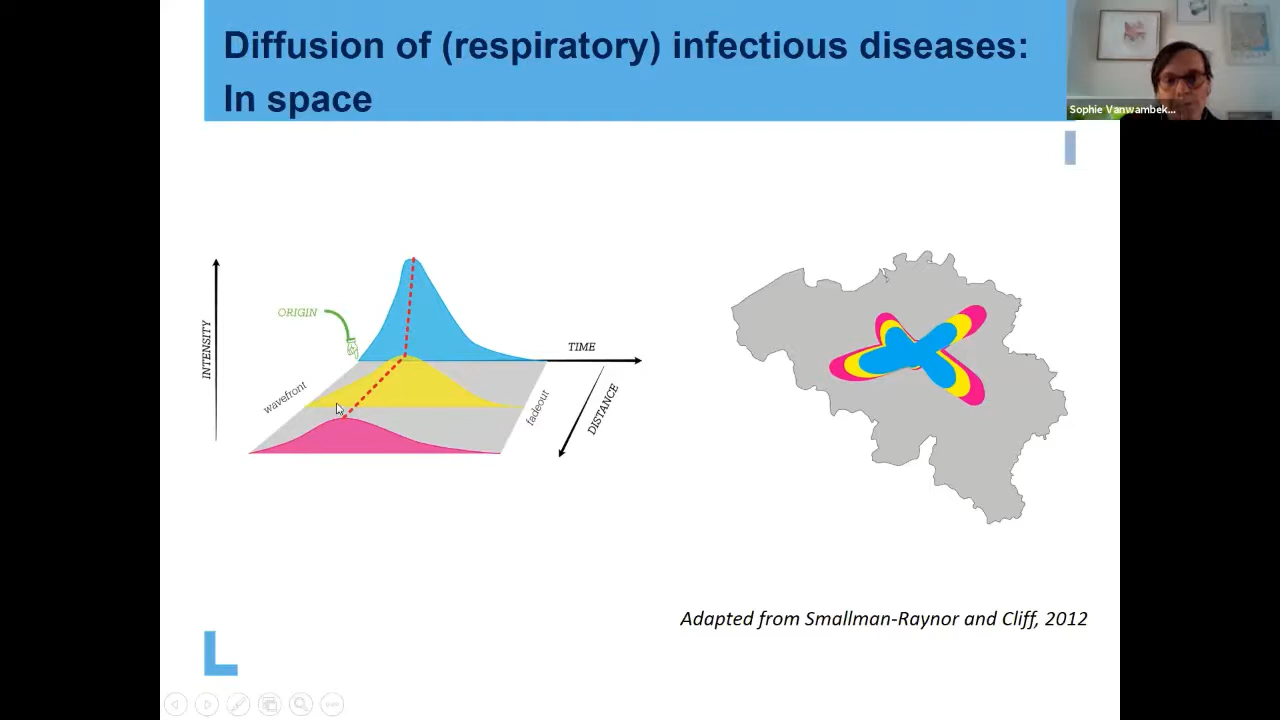 Diffusion of (respiratory) infectious diseases:
In space
Sophie Vanwambek...
ORIGIN
INTENSITY
TIME
wavefront
fadeout
DISTANCE
Adapted from Smallman-Raynor and Cliff, 2012